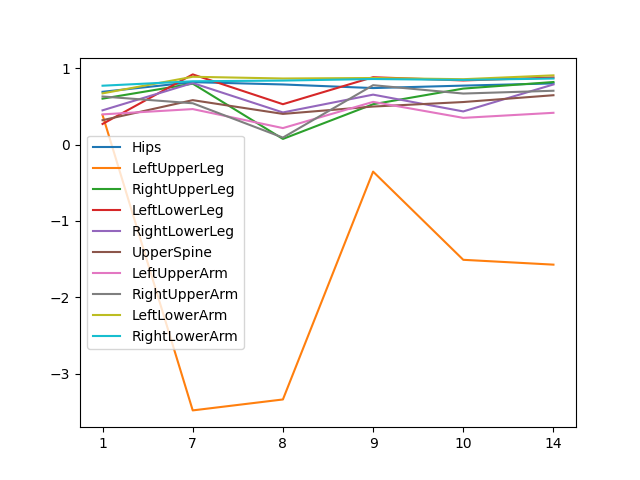 1
0
−1
−2
−3
Hips
LeftUpperLeg
RightUpperLeg
LeftLowerLeg
RightLowerLeg
UpperSpine
LeftUpperArm
RightUpperArm
LeftLowerArm
RightLowerArm
1 7 8 9 10 14